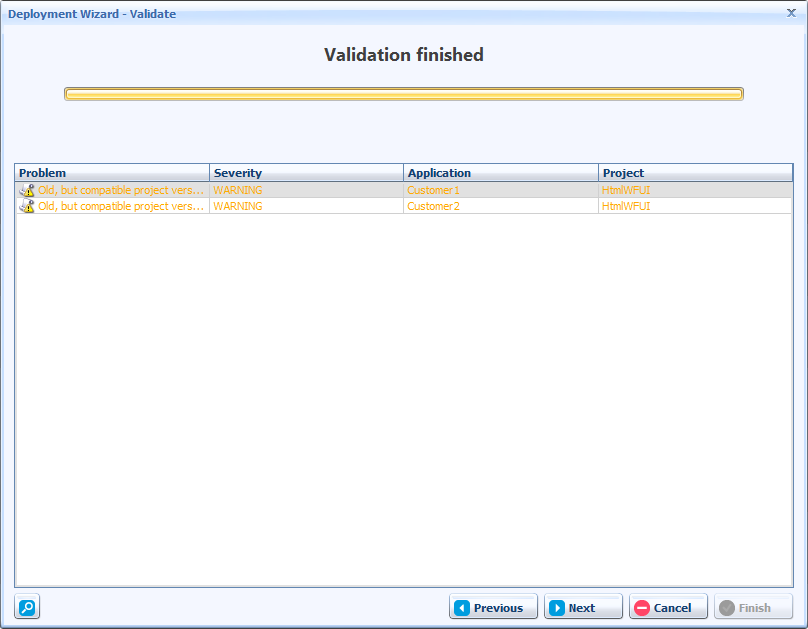 Deployment Wizard - Validate
Validation finished
Problem Severity Application Project
Old, but compatible project vers... WARNING Customer1 HtmlWFUI
Old, but compatible project vers... WARNING Customer2 HtmlWFUI
Previous Next Cancel Finish